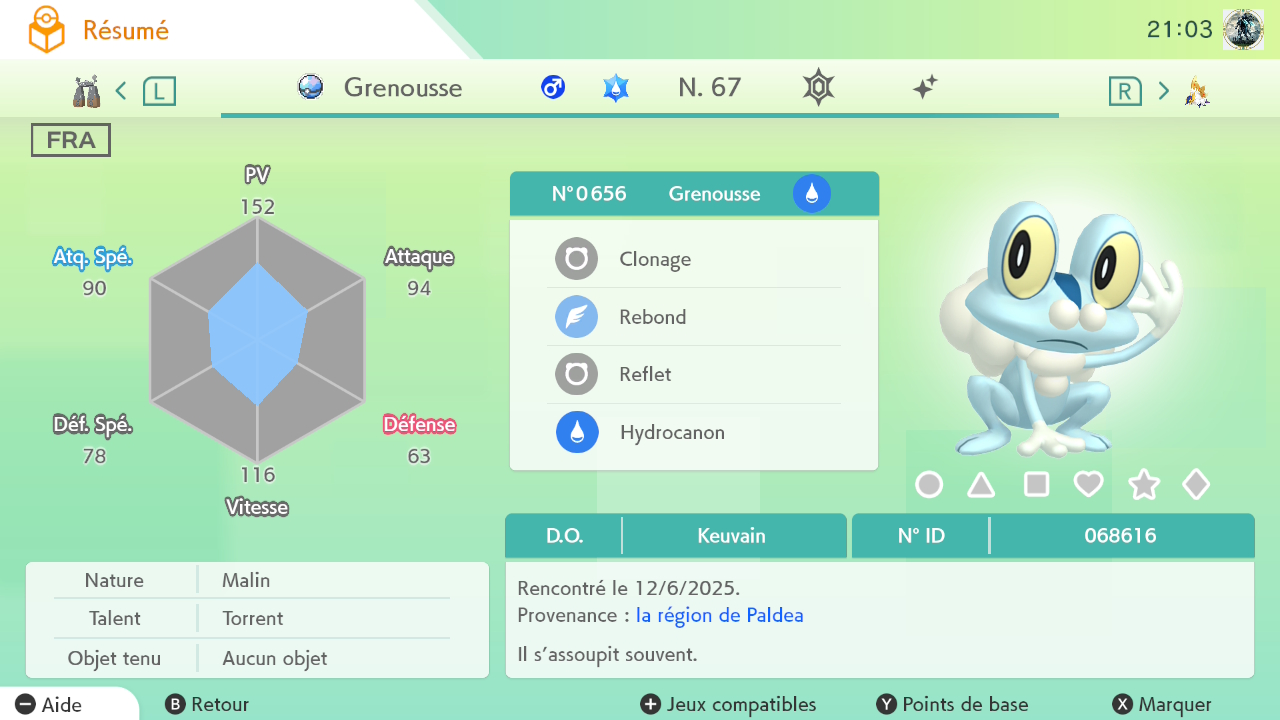 Résumé
21:03
L
Grenousse
N. 67
R
FRA
PV
152
Atq. Spé.
90
Attaque
94
Déf. Spé.
78
Défense
63
116
Vitesse
N° 0656 Grenousse
Clonage
Rebond
Reflet
Hydrocanon
D.O. Keuvain
N° ID 068616
Nature Malin
Talent Torrent
Objet tenu Aucun objet
Rencontré le 12/6/2025.
Provenance : la région de Paldea
Il s'assoupit souvent.
Aide
B Retour
Jeux compatibles
Y Points de base
X Marquer